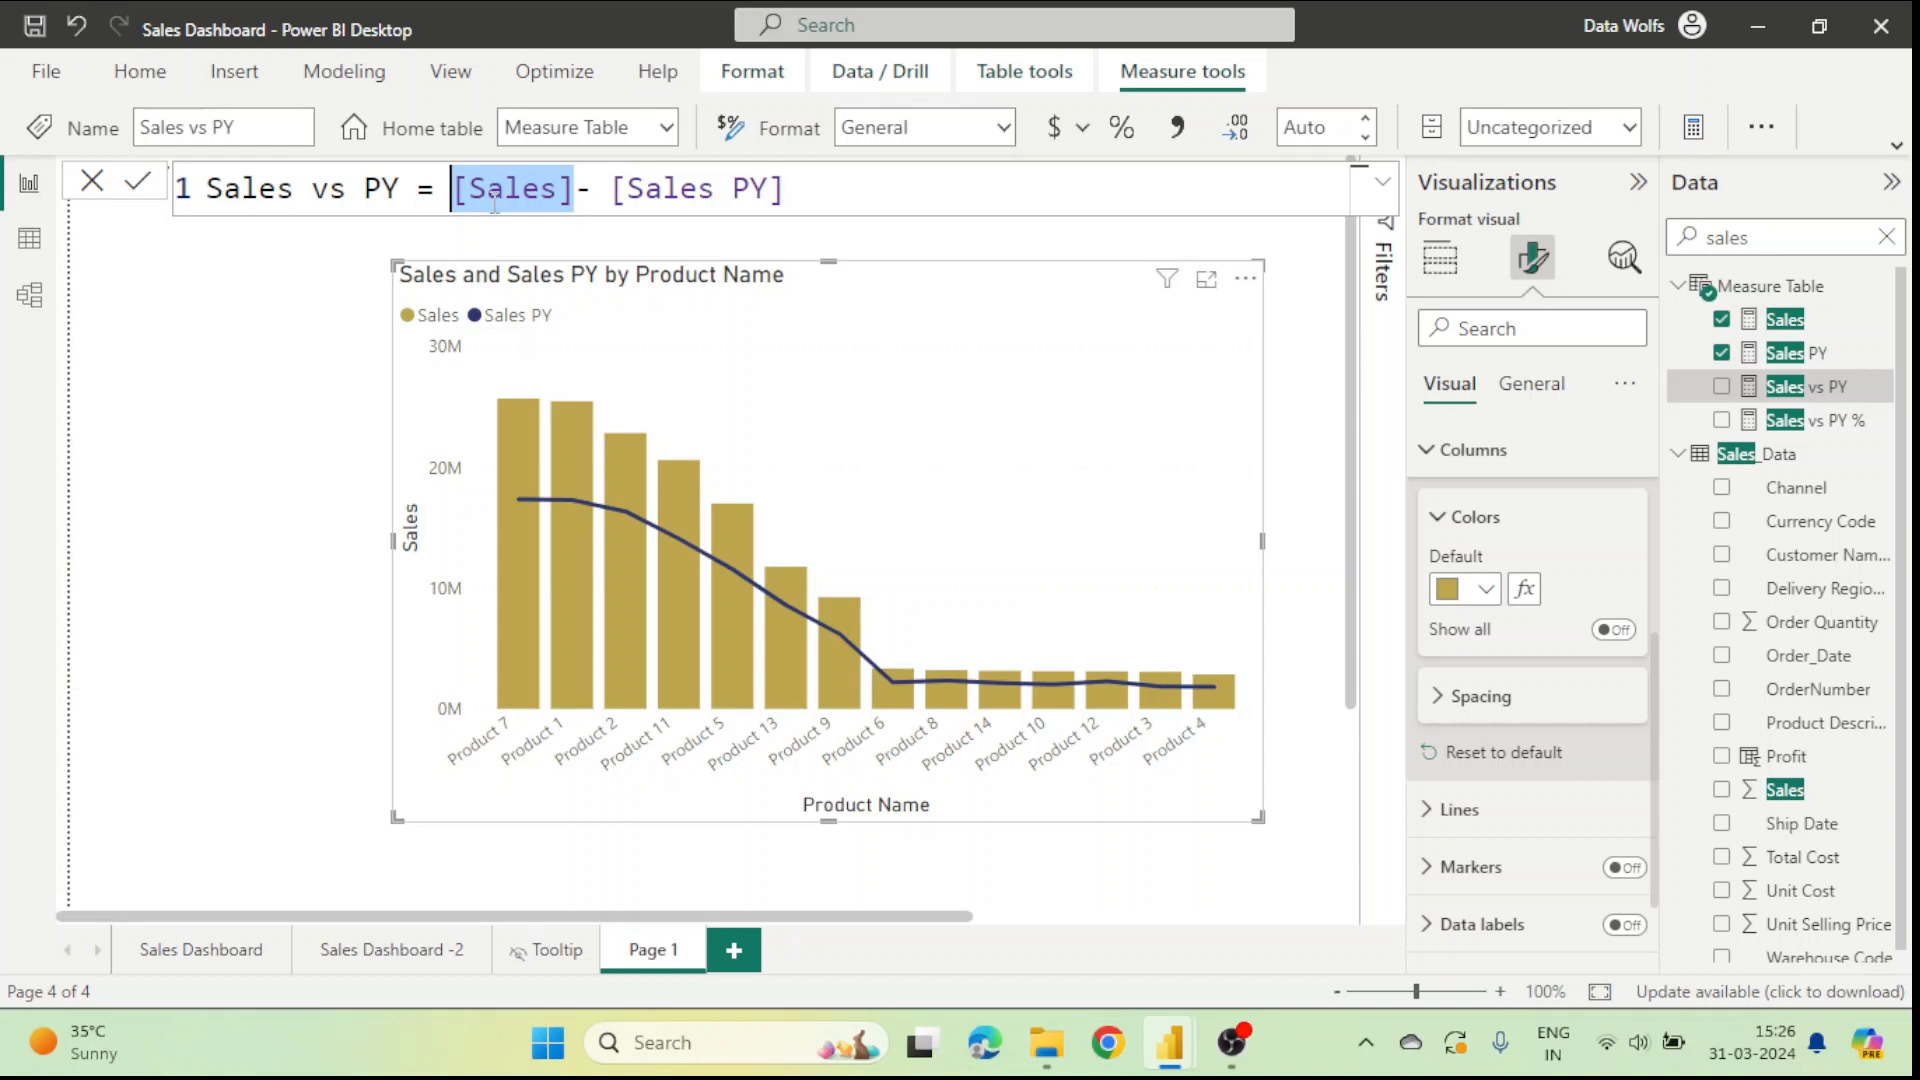 Sales Dashboard - Power BI Desktop
Search
Data Wolfs
File
Home
Insert
Modeling
View
Optimize
Help
Format
Data / Drill
Table tools
Measure tools
Name
Sales vs PY
Home table
Measure Table
Format
General
$
%
Auto
Uncategorized
1 Sales vs PY = [Sales]- [Sales PY]
Sales and Sales PY by Product Name
Sales
Sales PY
30M
20M
10M
0M
Sales
Product 7
Product 1
Product 2
Product 11
Product 5
Product 13
Product 9
Product 6
Product 8
Product 14
Product 10
Product 12
Product 3
Product 4
Product Name
Filters
Visualizations
Format visual
Search
Visual
General
Columns
Colors
Default
fx
Show all
Off
Spacing
Reset to default
Lines
Markers
Off
Data labels
Off
Data
sales
Measure Table
Sales
Sales PY
Sales vs PY
Sales vs PY %
Sales_Data
Channel
Currency Code
Customer Nam...
Delivery Regio...
Order Quantity
Order_Date
OrderNumber
Product Descri...
Profit
Sales
Ship Date
Total Cost
Unit Cost
Unit Selling Price
Warehouse Code
Sales Dashboard
Sales Dashboard -2
Tooltip
Page 1
Page 4 of 4
100%
Update available (click to download)
35°C
Sunny
Search
ENG
IN
15:26
31-03-2024
PRE